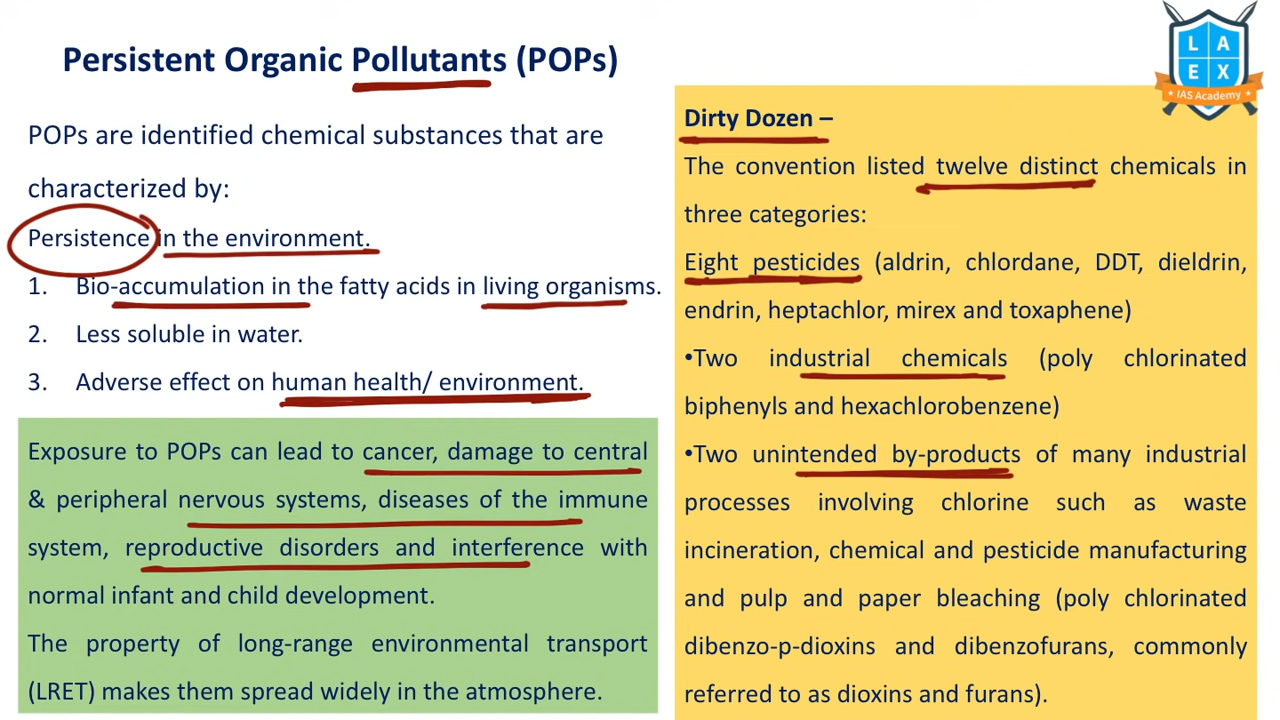 Persistent Organic Pollutants (POPs)
POPs are identified chemical substances that are
characterized by:
Persistence in the environment.
1. Bio-accumulation in the fatty acids in living organisms.
2. Less soluble in water.
3. Adverse effect on human health/ environment.
Exposure to POPs can lead to cancer, damage to central
& peripheral nervous systems, diseases of the immune
system, reproductive disorders and interference with
normal infant and child development.
The property of long-range environmental transport
(LRET) makes them spread widely in the atmosphere.
L A
E X
IAS Academy
Dirty Dozen –
The convention listed twelve distinct chemicals in
three categories:
Eight pesticides (aldrin, chlordane, DDT, dieldrin,
endrin, heptachlor, mirex and toxaphene)
•Two industrial chemicals (poly chlorinated
biphenyls and hexachlorobenzene)
•Two unintended by-products of many industrial
processes involving chlorine such as waste
incineration, chemical and pesticide manufacturing
and pulp and paper bleaching (poly chlorinated
dibenzo-p-dioxins and dibenzofurans, commonly
referred to as dioxins and furans).